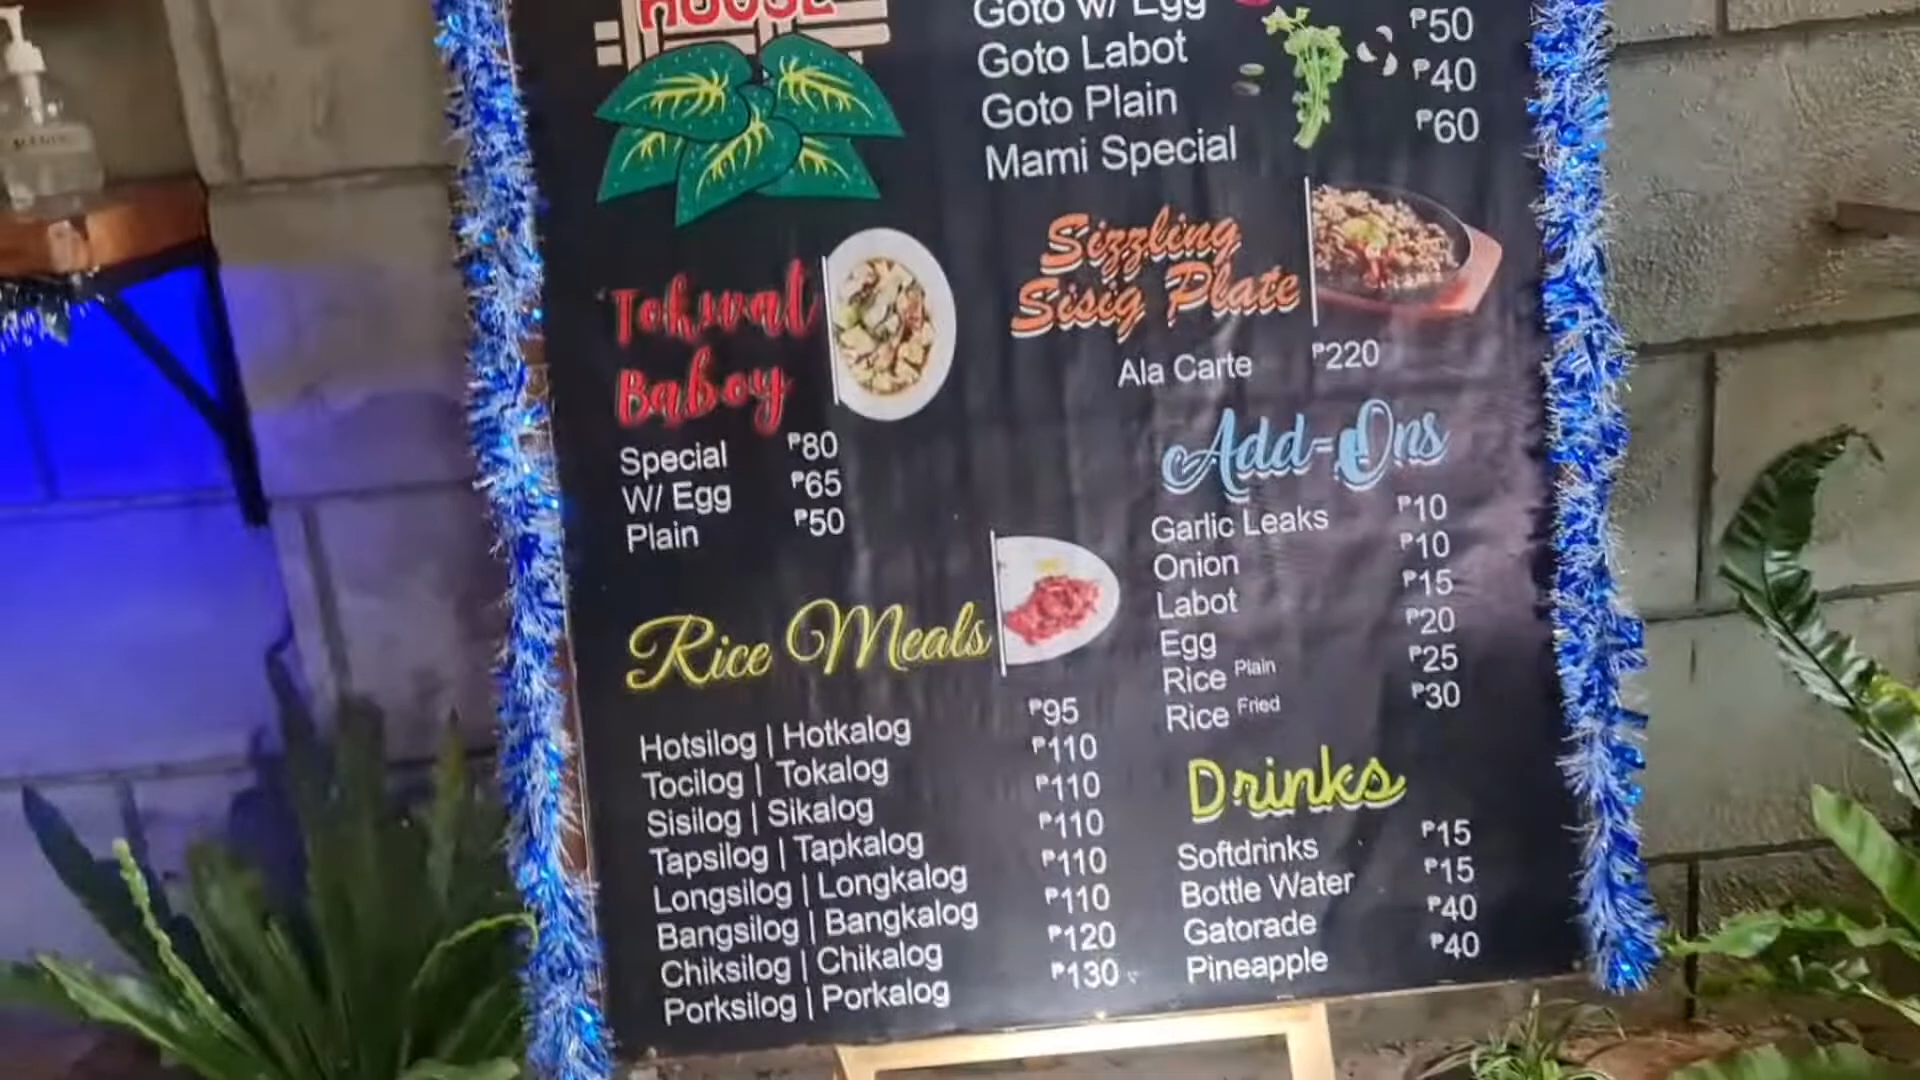 HOUSE
Goto w/ Egg
Goto Labot ₱50
Goto Plain ₱40
Mami Special ₱60
Tokwat
Baboy
Special ₱80
W/ Egg ₱65
Plain ₱50
Sizzling
Sisig Plate
Ala Carte ₱220
Add-Ons
Garlic Leaks ₱10
Onion ₱10
Labot ₱15
Egg ₱20
Rice Plain ₱25
Rice Fried ₱30
Rice Meals
Hotsilog | Hotkalog ₱95
Tocilog | Tokalog ₱110
Sisilog | Sikalog ₱110
Tapsilog | Tapkalog ₱110
Longsilog | Longkalog ₱110
Bangsilog | Bangkalog ₱110
Chiksilog | Chikalog ₱120
Porksilog | Porkalog ₱130
Drinks
Softdrinks ₱15
Bottle Water ₱15
Gatorade ₱40
Pineapple ₱40